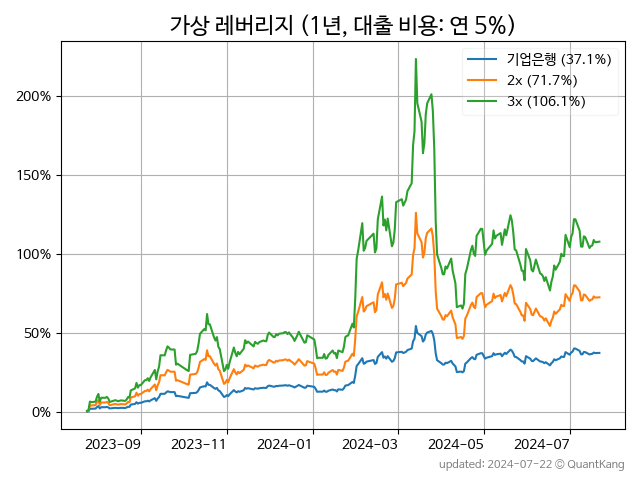 가상 레버리지 (1년, 대출 비용: 연 5%)
기업은행 (37.1%)
2x (71.7%)
3x (106.1%)
200%
150%
100%
50%
0%
2023-09 2023-11 2024-01 2024-03 2024-05 2024-07
updated: 2024-07-22 © QuantKang